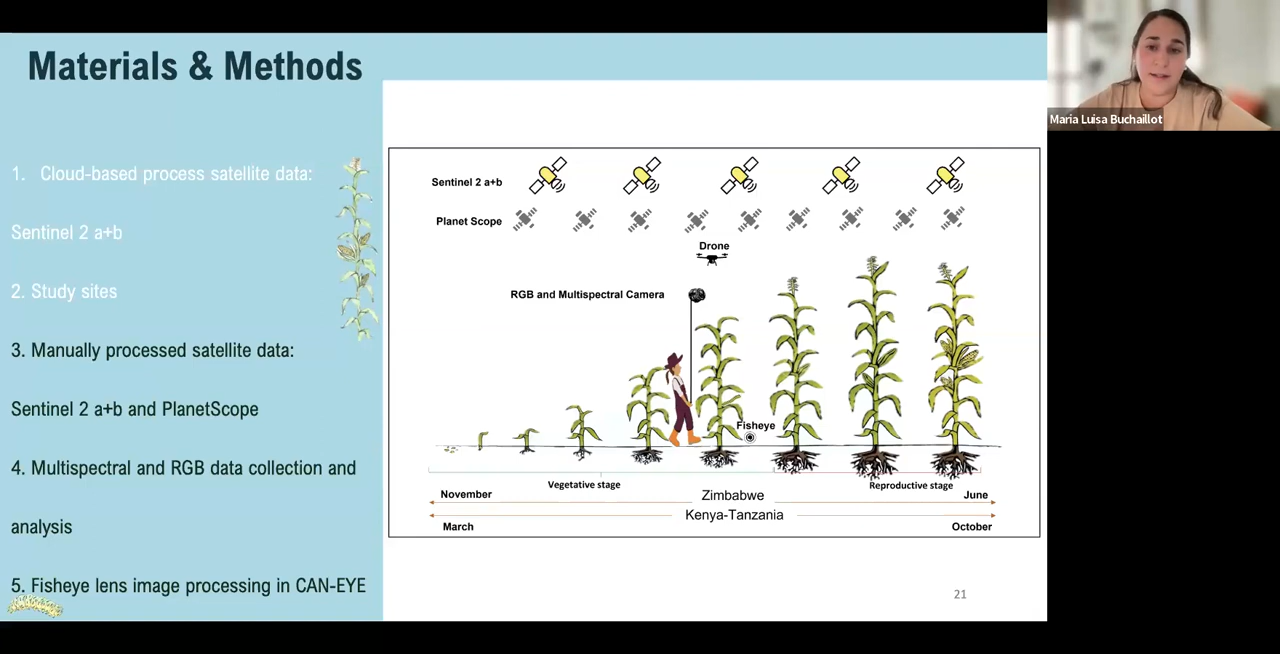 Materials & Methods
1. Cloud-based process satellite data:
Sentinel 2 a+b
2. Study sites
3. Manually processed satellite data:
Sentinel 2 a+b and PlanetScope
4. Multispectral and RGB data collection and
analysis
5. Fisheye lens image processing in CAN-EYE
Sentinel 2 a+b
Planet Scope
Drone
RGB and Multispectral Camera
Fisheye
Vegetative stage
Reproductive stage
November
Zimbabwe
June
Kenya-Tanzania
March
October
21
Maria Luisa Buchaillot